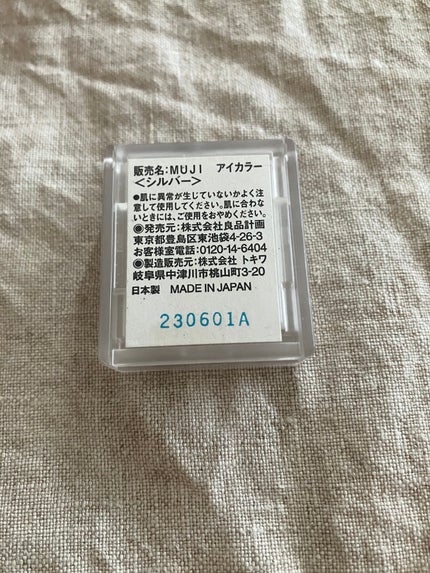 販売名:MUJI アイカラー
<シルバー>
●肌に異常が生じていないかよく注
意して使用してください。肌に合わな
いときには、ご使用をおやめください。
◉発売元:株式会社良品計画
東京都豊島区東池袋4-26-3
お客様室電話:0120-14-6404
◉製造販売元:株式会社 トキワ
岐阜県中津川市桃山町3-20
日本製 MADE IN JAPAN
230601A